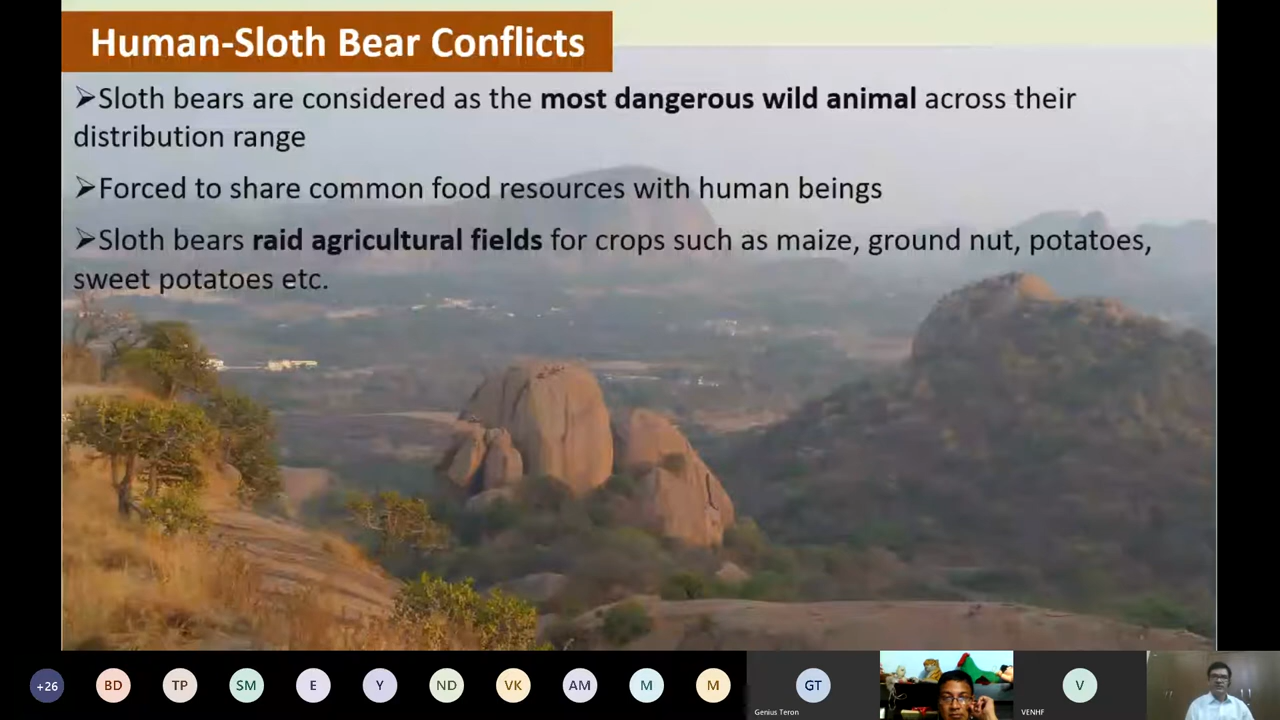 Human-Sloth Bear Conflicts
➢Sloth bears are considered as the most dangerous wild animal across their
distribution range
➢Forced to share common food resources with human beings
➢Sloth bears raid agricultural fields for crops such as maize, ground nut, potatoes,
sweet potatoes etc.
+26 BD TP SM E Y ND VK AM M M GT V
Genius Teron VENHF